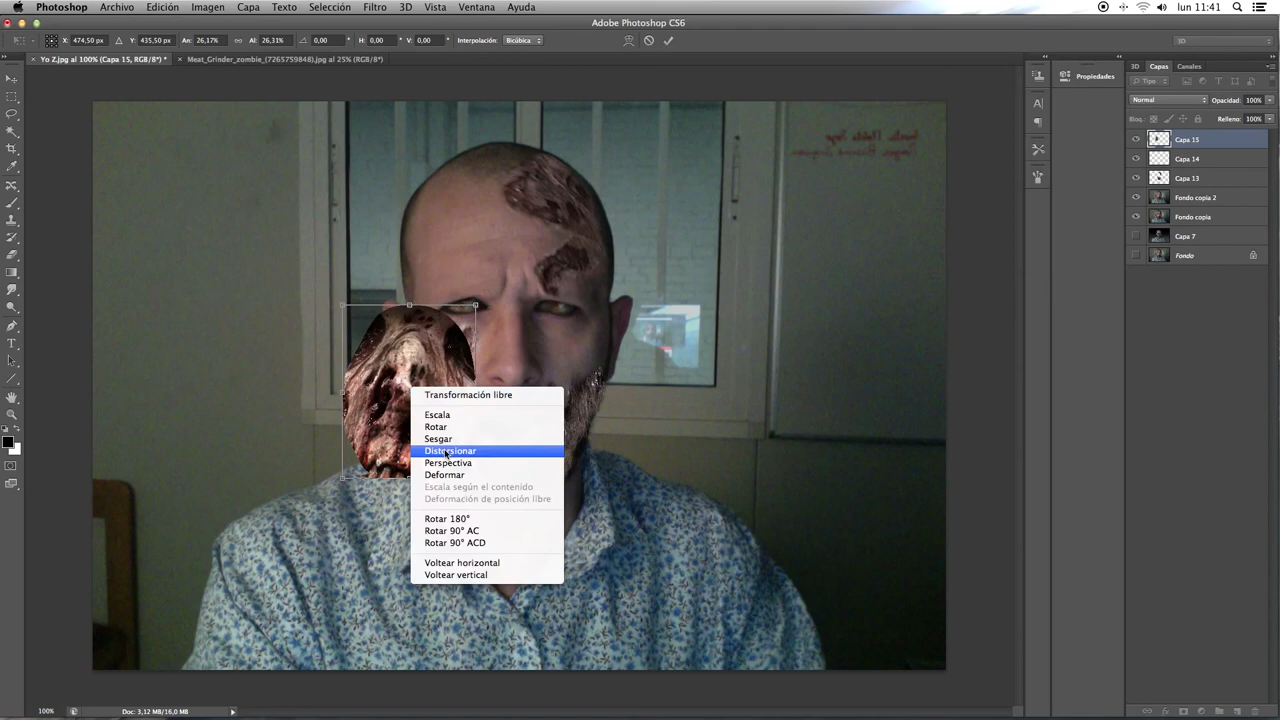 Photoshop Archivo Edición Imagen Capa Texto Selección Filtro 3D Vista Ventana Ayuda lun 11:41
Adobe Photoshop CS6
X: 474,50 px Y: 435,50 px An: 26,17% Al: 26,31% 0,00 ° H: 0,00 ° V: 0,00 ° Interpolación: Bicúbica 3D
× Yo Z.jpg al 100% (Capa 15, RGB/8*) * × Meat_Grinder_zombie_(7265759848).jpg al 25% (RGB/8*)
3D Capas Canales
Propiedades
Tipo
Normal Opacidad: 100%
Bloq.: Relleno: 100%
Capa 15
Capa 14
Capa 13
Fondo copia 2
Fondo copia
Capa 7
Fondo
Transformación libre
Escala
Rotar
Sesgar
Distorsionar
Perspectiva
Deformar
Escala según el contenido
Deformación de posición libre
Rotar 180°
Rotar 90° AC
Rotar 90° ACD
Voltear horizontal
Voltear vertical
100% Doc: 3,12 MB/16,0 MB